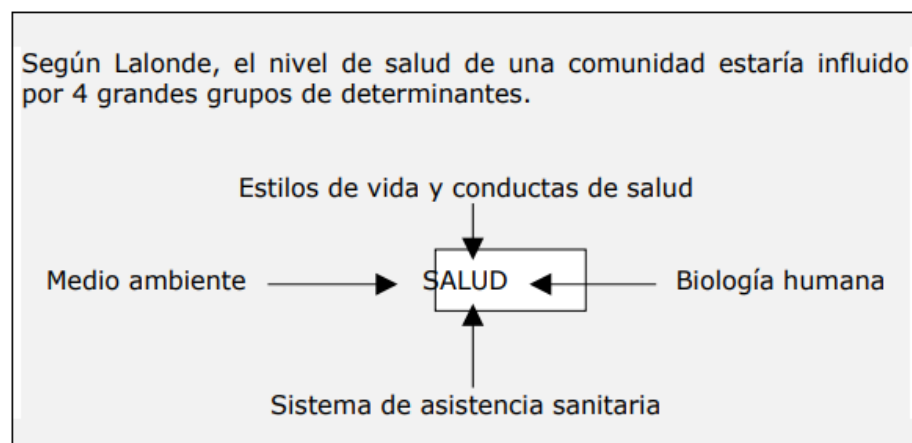 Según Lalonde, el nivel de salud de una comunidad estaría influido
por 4 grandes grupos de determinantes.
Estilos de vida y conductas de salud
Medio ambiente
SALUD
Biología humana
Sistema de asistencia sanitaria